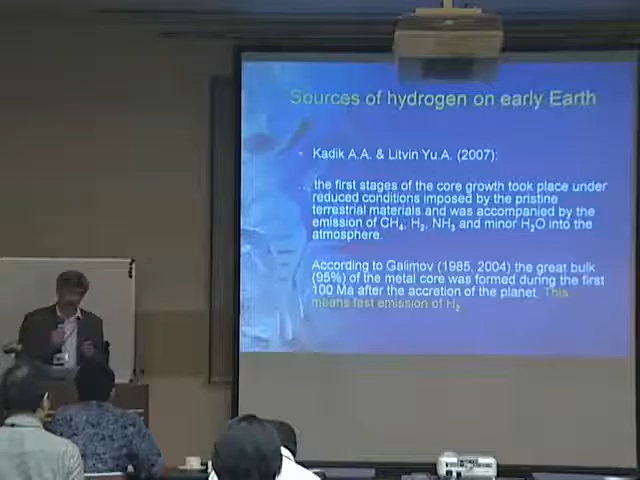 Sources of hydrogen on early Earth
- Kadik A.A. & Litvin Yu.A. (2007):
... the first stages of the core growth took place under
reduced conditions imposed by the pristine
terrestrial materials and was accompanied by the
emission of CH₄, H₂, NH₃ and minor H₂O into the
atmosphere.
According to Galimov (1985, 2004) the great bulk
(95%) of the metal core was formed during the first
100 Ma after the accretion of the planet. This
means fast emission of H₂